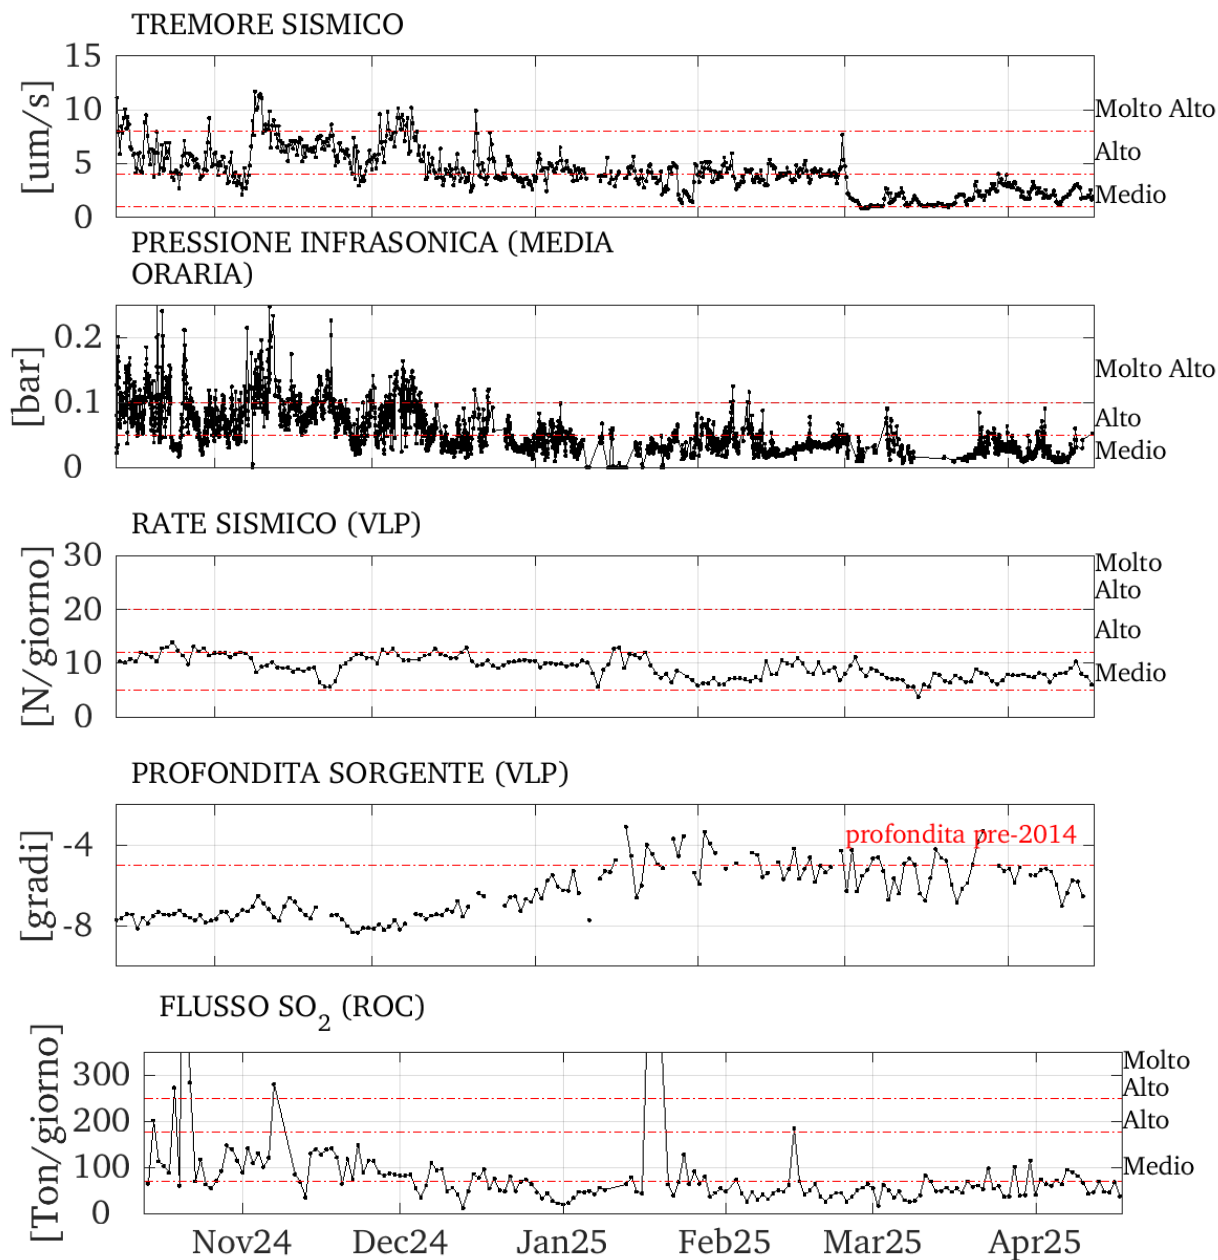 TREMORE SISMICO
15
10
5
0
[um/s]
Molto Alto
Alto
Medio
PRESSIONE INFRASONICA (MEDIA
ORARIA)
0.2
0.1
0
[bar]
Molto Alto
Alto
Medio
RATE SISMICO (VLP)
30
20
10
0
[N/giorno]
Molto
Alto
Alto
Medio
PROFONDITA SORGENTE (VLP)
-4
-8
[gradi]
profondita pre-2014
FLUSSO SO₂ (ROC)
300
200
100
0
[Ton/giorno]
Molto
Alto
Alto
Medio
Nov24 Dec24 Jan25 Feb25 Mar25 Apr25